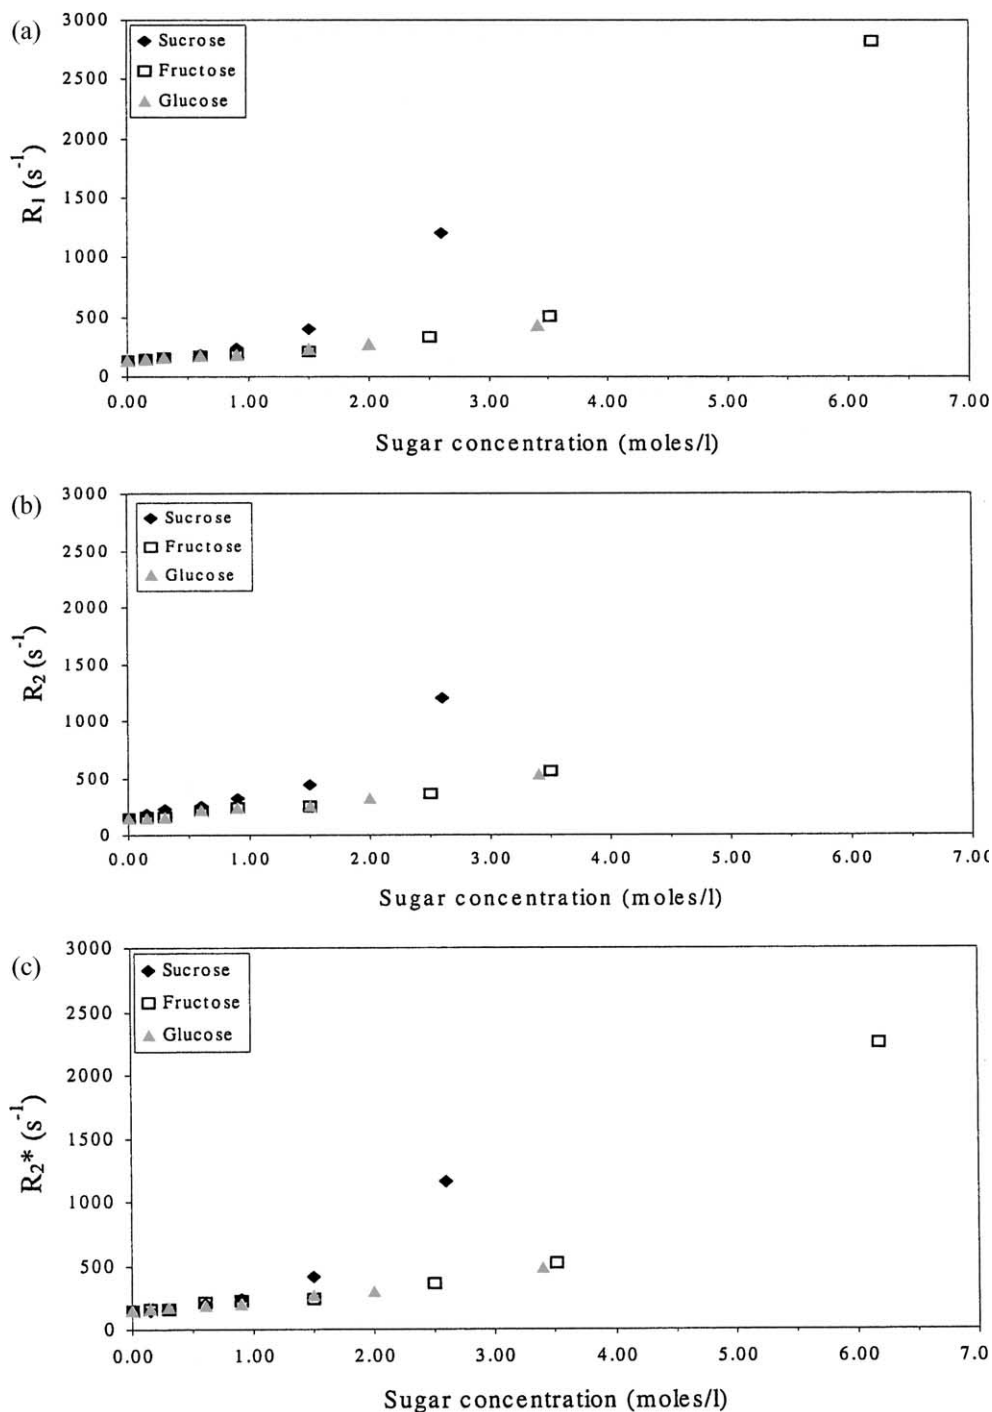 (a)
Sucrose
Fructose
Glucose
R1 (s-1)
3000
2500
2000
1500
1000
500
0
0.00 1.00 2.00 3.00 4.00 5.00 6.00 7.00
Sugar concentration (moles/l)
(b)
Sucrose
Fructose
Glucose
R2 (s-1)
3000
2500
2000
1500
1000
500
0
0.00 1.00 2.00 3.00 4.00 5.00 6.00 7.00
Sugar concentration (moles/l)
(c)
Sucrose
Fructose
Glucose
R2* (s-1)
3000
2500
2000
1500
1000
500
0
0.00 1.00 2.00 3.00 4.00 5.00 6.00 7.0
Sugar concentration (moles/l)